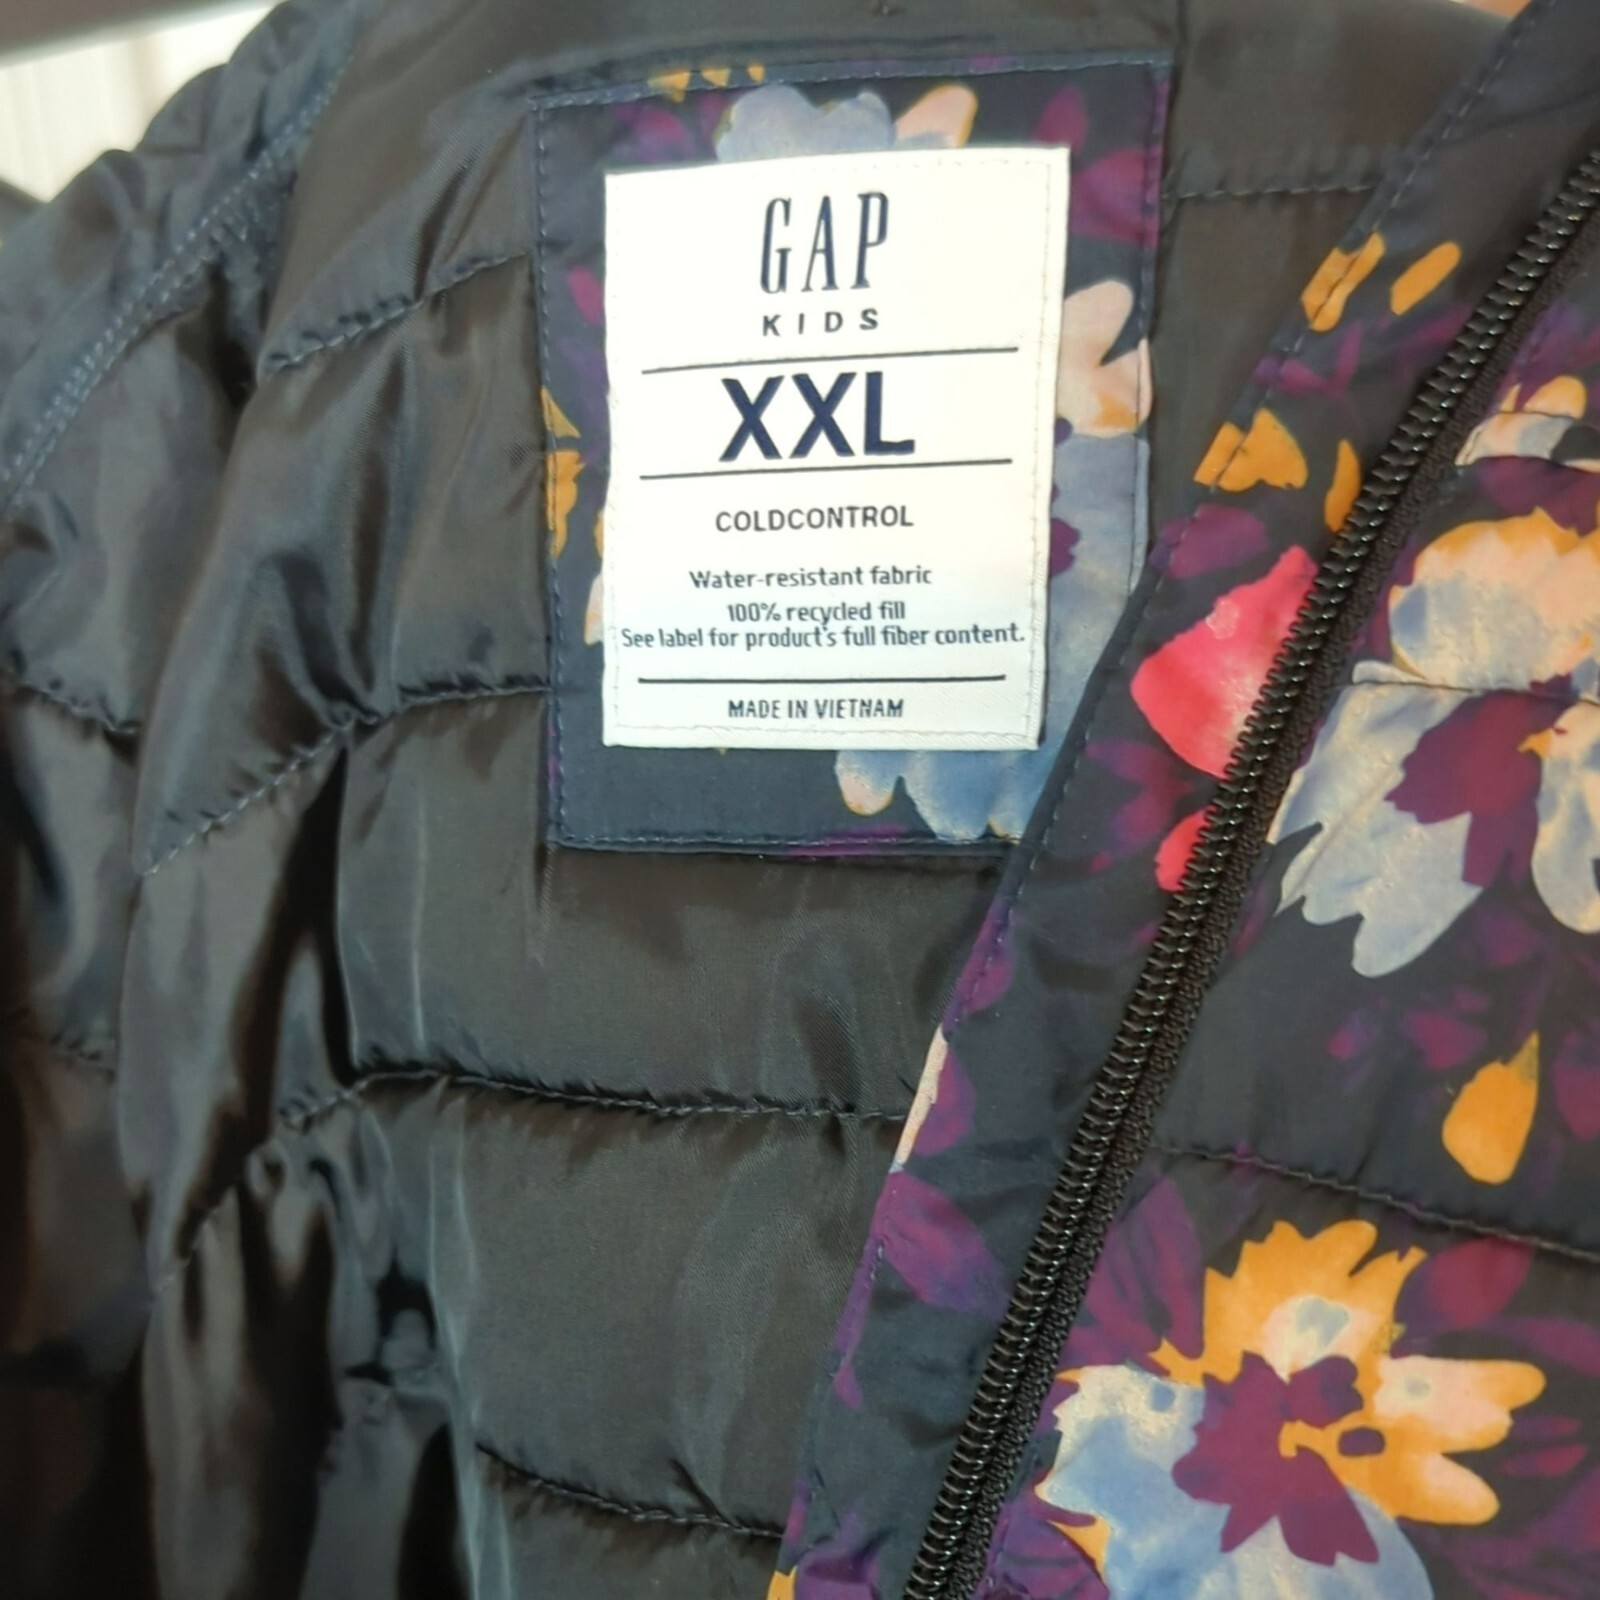 GAP
KIDS
XXL
COLDCONTROL
Water-resistant fabric
100% recycled fill
See label for product's full fiber content.
MADE IN VIETNAM